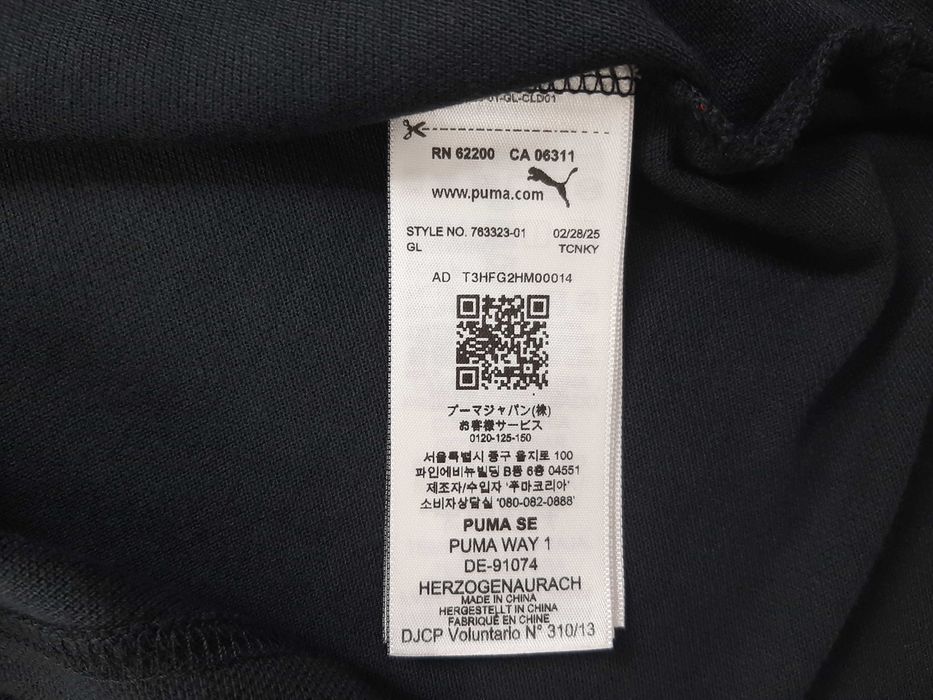 -01-GL-CLD01
RN 62200 CA 06311
www.puma.com
STYLE NO. 763323-01 02/28/25
GL TCNKY
AD T3HFG2HM00014
プーマジャパン(株)
お客様サービス
0120-125-150
서울특별시 중구 을지로 100
파인에비뉴빌딩 B동 6층 04551
제조자/수입자 '푸마코리아'
소비자상담실 '080-082-0888'
PUMA SE
PUMA WAY 1
DE-91074
HERZOGENAURACH
MADE IN CHINA
HERGESTELLT IN CHINA
FABRIQUÉ EN CHINE
DJCP Voluntario N° 310/13